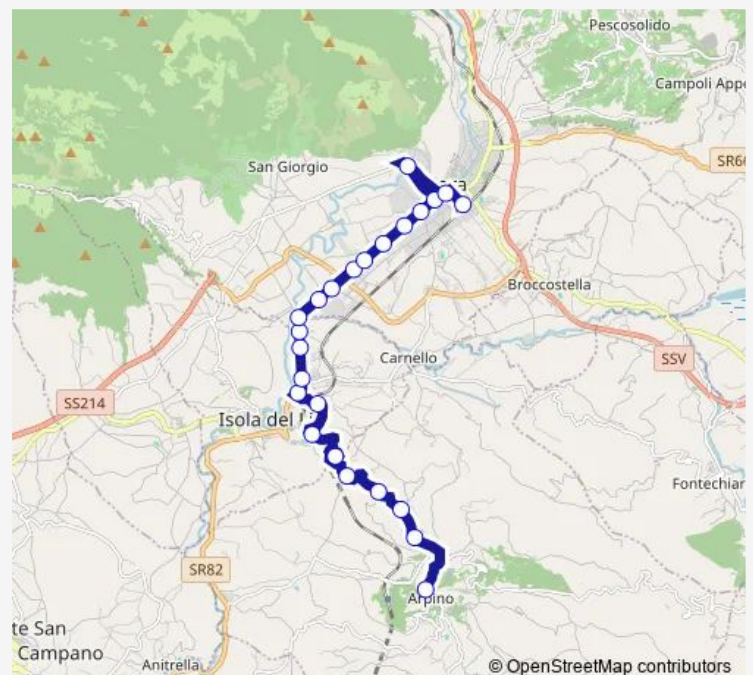 Pescosolido
Campoli Appe
San Giorgio
SR66
Broccostella
Carnello
SSV
SS214
Isola del Li
Fontechiar
SR82
Arpino
te San
Campano
Anitrella
© OpenStreetMap contributors